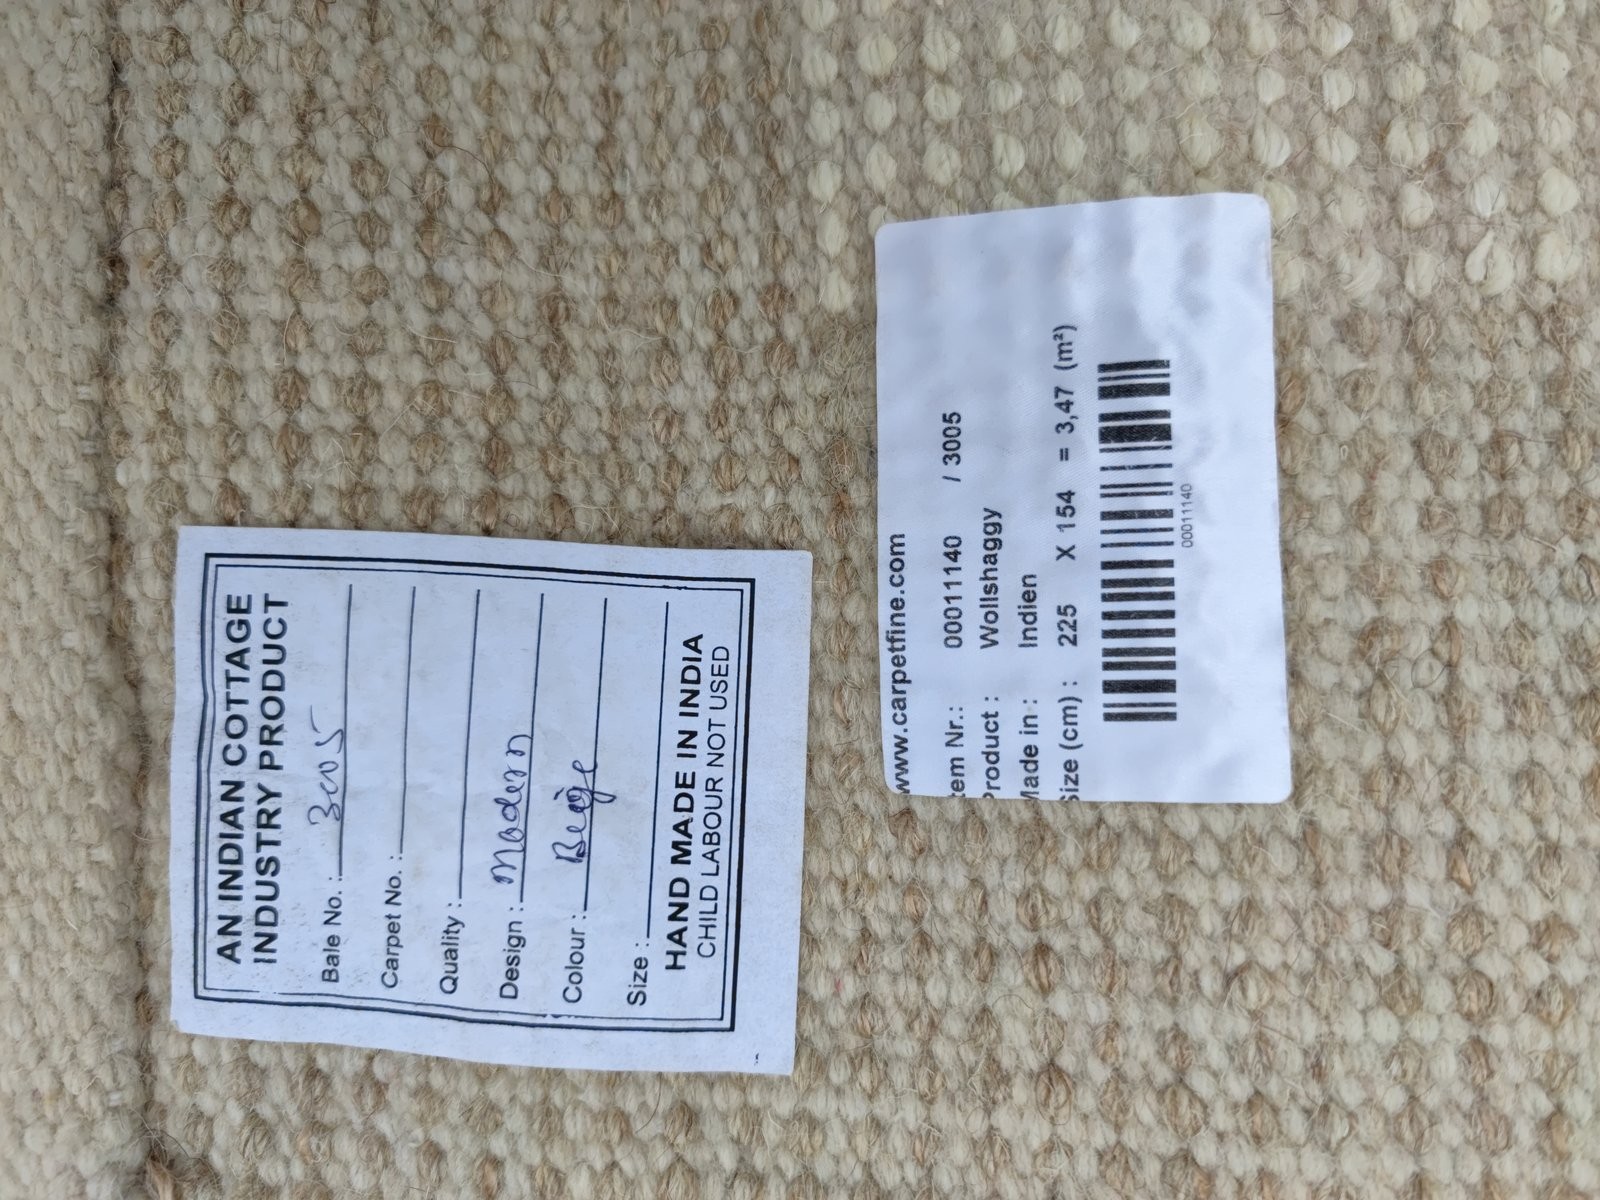 AN INDIAN COTTAGE
INDUSTRY PRODUCT
Bale No. : 3005
Carpet No. :
Quality :
Design : Modern
Colour : Beige
Size :
HAND MADE IN INDIA
CHILD LABOUR NOT USED
www.carpetfine.com
tem Nr.: 00011140 / 3005
Product : Wollshaggy
Made in : Indien
Size (cm) : 225 X 154 = 3,47 (m²)
00011140